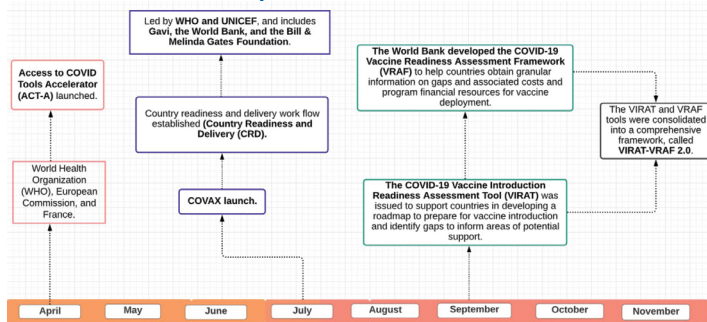 Led by WHO and UNICEF, and includes
Gavi, the World Bank, and the Bill &
Melinda Gates Foundation.
Access to COVID
Tools Accelerator
(ACT-A) launched.
Country readiness and delivery work flow
established (Country Readiness and
Delivery (CRD).
World Health
Organization
(WHO), European
Commission, and
France.
COVAX launch.
The World Bank developed the COVID-19
Vaccine Readiness Assessment Framework
(VRAF) to help countries obtain granular
information on gaps and associated costs and
program financial resources for vaccine
deployment.
The COVID-19 Vaccine Introduction
Readiness Assessment Tool (VIRAT) was
issued to support countries in developing a
roadmap to prepare for vaccine introduction
and identify gaps to inform areas of potential
support.
The VIRAT and VRAF
tools were consolidated
into a comprehensive
framework, called
VIRAT-VRAF 2.0.
April
May
June
July
August
September
October
November